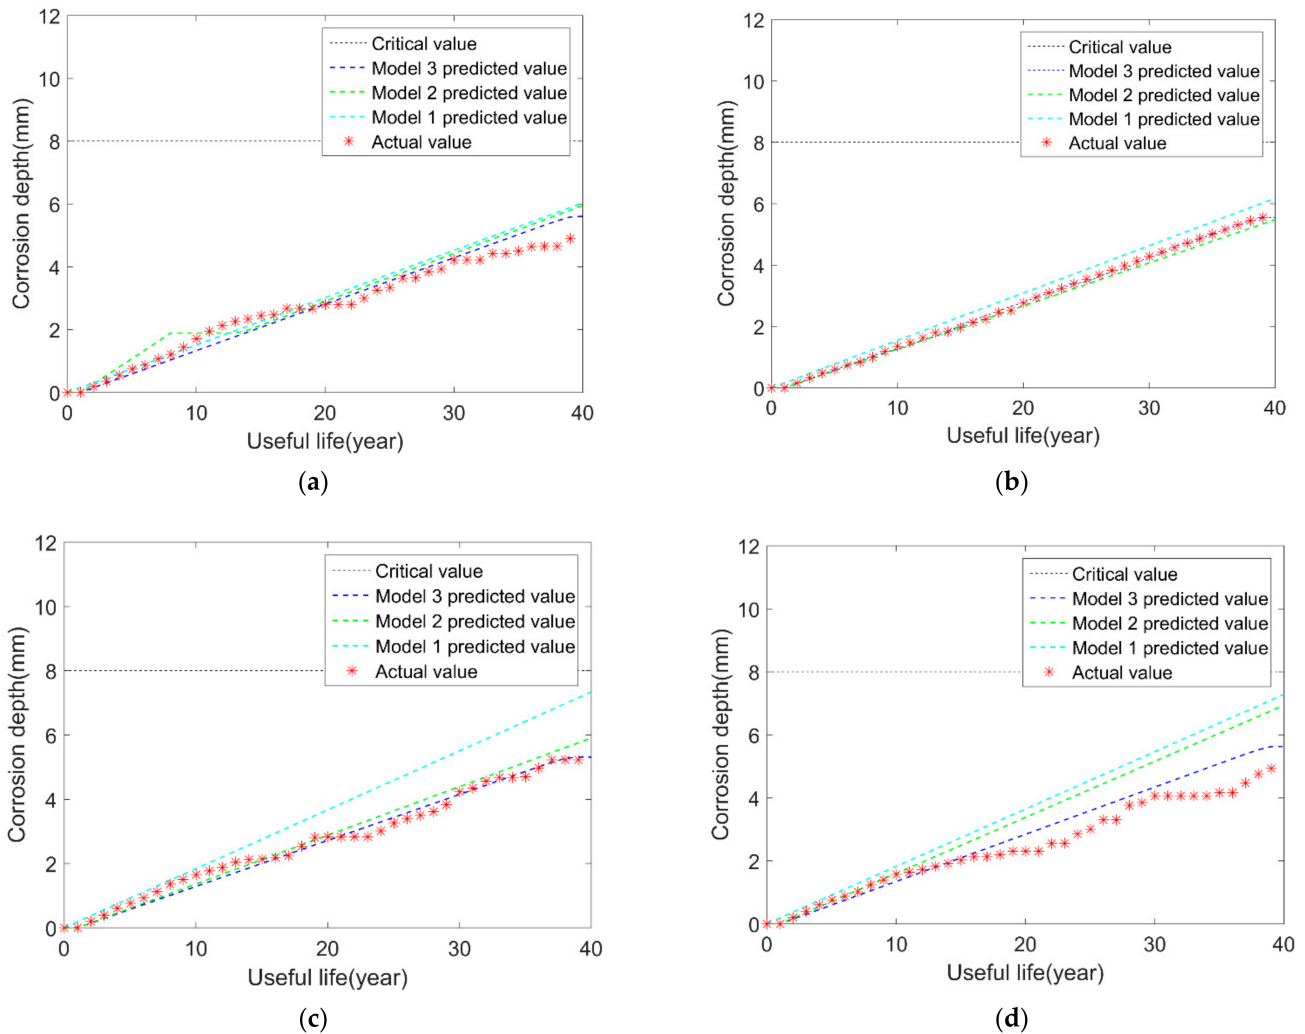 12
10
8
6
4
2
0
Corrosion depth(mm)
Critical value
Model 3 predicted value
Model 2 predicted value
Model 1 predicted value
Actual value
0 10 20 30 40
Useful life(year)
(a)
12
10
8
6
4
2
0
Corrosion depth(mm)
Critical value
Model 3 predicted value
Model 2 predicted value
Model 1 predicted value
Actual value
0 10 20 30 40
Useful life(year)
(b)
12
10
8
6
4
2
0
Corrosion depth(mm)
Critical value
Model 3 predicted value
Model 2 predicted value
Model 1 predicted value
Actual value
0 10 20 30 40
Useful life(year)
(c)
12
10
8
6
4
2
0
Corrosion depth(mm)
Critical value
Model 3 predicted value
Model 2 predicted value
Model 1 predicted value
Actual value
0 10 20 30 40
Useful life(year)
(d)